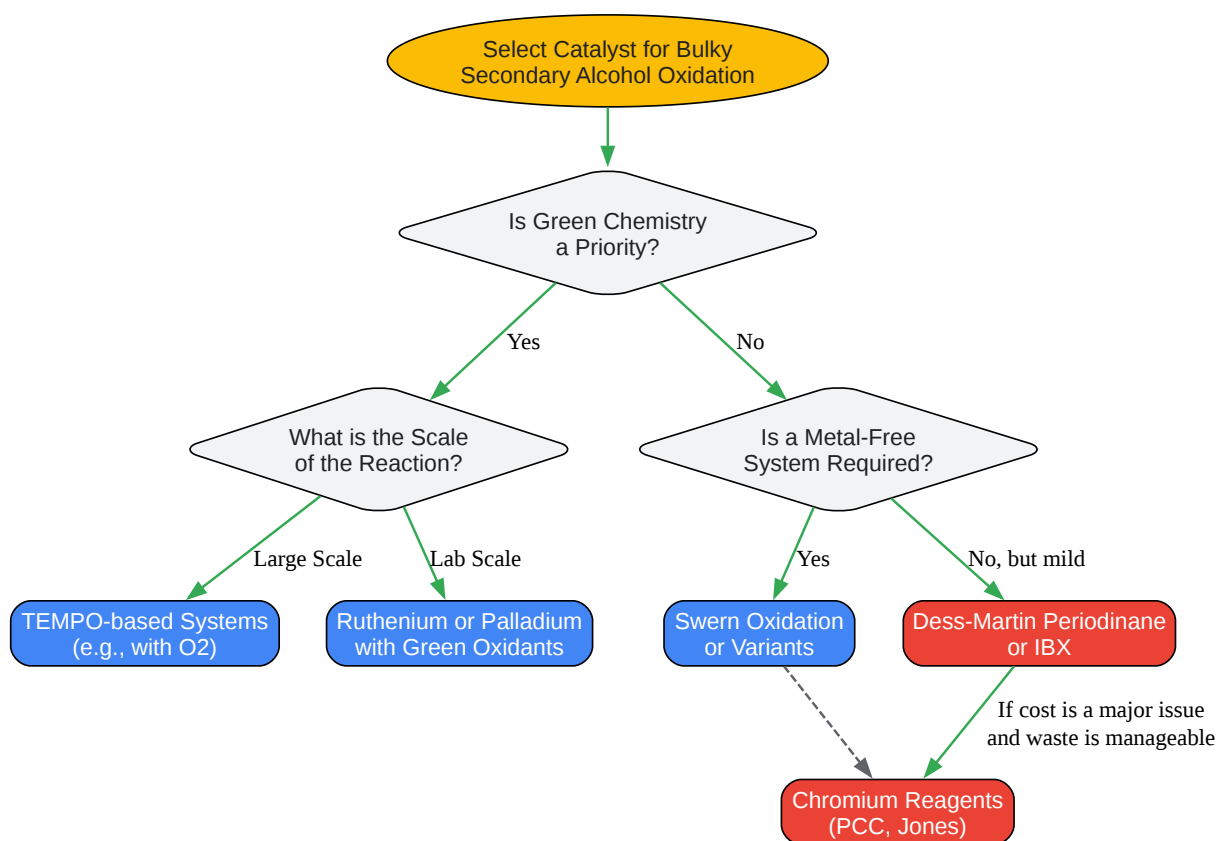 Select Catalyst for Bulky
Secondary Alcohol Oxidation
Is Green Chemistry
a Priority?
Yes
No
What is the Scale
of the Reaction?
Is a Metal-Free
System Required?
Large Scale
Lab Scale
Yes
No, but mild
TEMPO-based Systems
(e.g., with O2)
Ruthenium or Palladium
with Green Oxidants
Swern Oxidation
or Variants
Dess-Martin Periodinane
or IBX
If cost is a major issue
and waste is manageable
Chromium Reagents
(PCC, Jones)